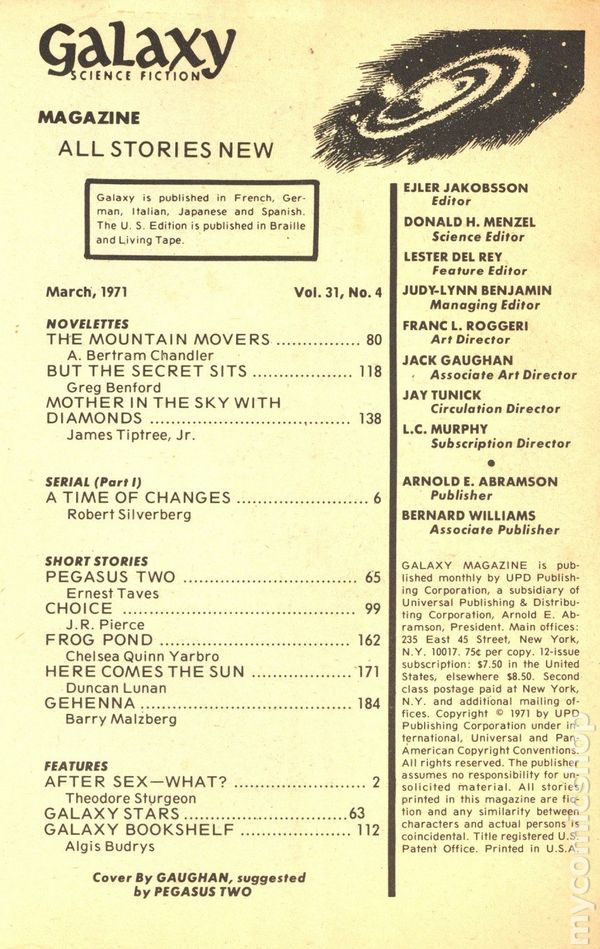 Galaxy
SCIENCE FICTION
MAGAZINE
ALL STORIES NEW
Galaxy is published in French, Ger-
man, Italian, Japanese and Spanish.
The U. S. Edition is published in Braille
and Living Tape.
March, 1971 Vol. 31, No. 4
NOVELETTES
THE MOUNTAIN MOVERS ............... 80
A. Bertram Chandler
BUT THE SECRET SITS .................. 118
Greg Benford
MOTHER IN THE SKY WITH
DIAMONDS .................................... 138
James Tiptree, Jr.
SERIAL (Part I)
A TIME OF CHANGES ........................ 6
Robert Silverberg
SHORT STORIES
PEGASUS TWO ................................ 65
Ernest Taves
CHOICE .......................................... 99
J.R. Pierce
FROG POND .................................. 162
Chelsea Quinn Yarbro
HERE COMES THE SUN .................. 171
Duncan Lunan
GEHENNA ...................................... 184
Barry Malzberg
FEATURES
AFTER SEX—WHAT? ........................ 2
Theodore Sturgeon
GALAXY STARS .............................. 63
GALAXY BOOKSHELF .................... 112
Algis Budrys
Cover By GAUGHAN, suggested
by PEGASUS TWO
EJLER JAKOBSSON
Editor
DONALD H. MENZEL
Science Editor
LESTER DEL REY
Feature Editor
JUDY-LYNN BENJAMIN
Managing Editor
FRANC L. ROGGERI
Art Director
JACK GAUGHAN
Associate Art Director
JAY TUNICK
Circulation Director
L.C. MURPHY
Subscription Director
•
ARNOLD E. ABRAMSON
Publisher
BERNARD WILLIAMS
Associate Publisher
GALAXY MAGAZINE is pub-
lished monthly by UPD Publish-
ing Corporation, a subsidiary of
Universal Publishing & Distribu-
ting Corporation, Arnold E. Ab-
ramson, President. Main offices:
235 East 45 Street, New York,
N.Y. 10017. 75¢ per copy. 12-issue
subscription: $7.50 in the United
States, elsewhere $8.50. Second
class postage paid at New York,
N.Y. and additional mailing of-
fices. Copyright © 1971 by UPD
Publishing Corporation under in-
ternational, Universal and Pan-
American Copyright Conventions.
All rights reserved. The publisher
assumes no responsibility for un-
solicited material. All stories
printed in this magazine are fic-
tion and any similarity between
characters and actual persons is
coincidental. Title registered U.S.
Patent Office. Printed in U.S.A.
mycomicshop